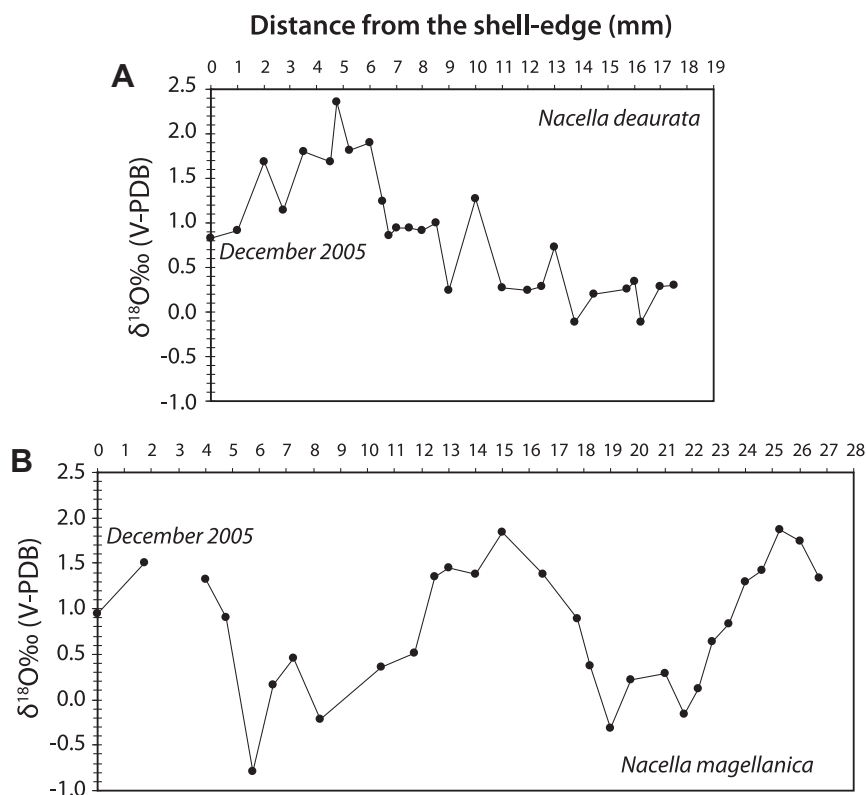 Distance from the shell-edge (mm)
A
0 1 2 3 4 5 6 7 8 9 10 11 12 13 14 15 16 17 18 19
2.5
2.0
1.5
1.0
0.5
0.0
-0.5
-1.0
δ¹⁸O‰ (V-PDB)
Nacella deaurata
December 2005
B
0 1 2 3 4 5 6 7 8 9 10 11 12 13 14 15 16 17 18 19 20 21 22 23 24 25 26 27 28
2.5
2.0
1.5
1.0
0.5
0.0
-0.5
-1.0
δ¹⁸O‰ (V-PDB)
December 2005
Nacella magellanica